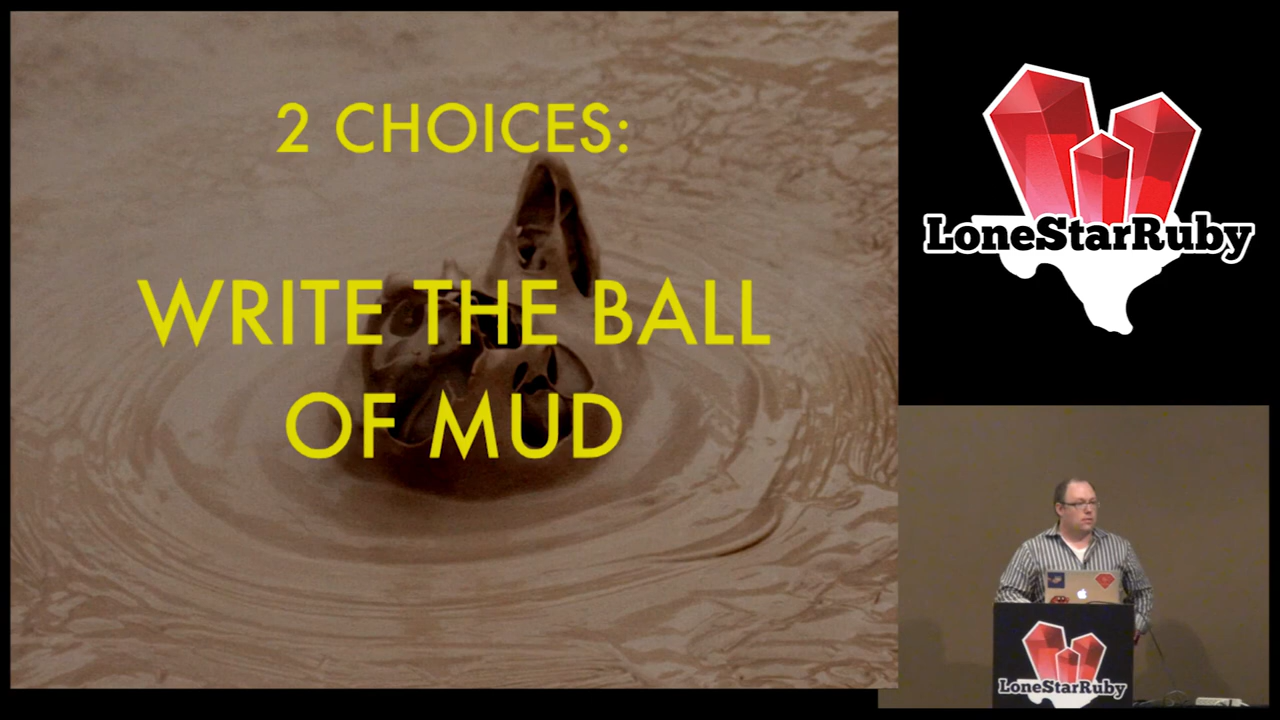 2 CHOICES:
WRITE THE BALL
OF MUD
LoneStarRuby
LoneStarRuby